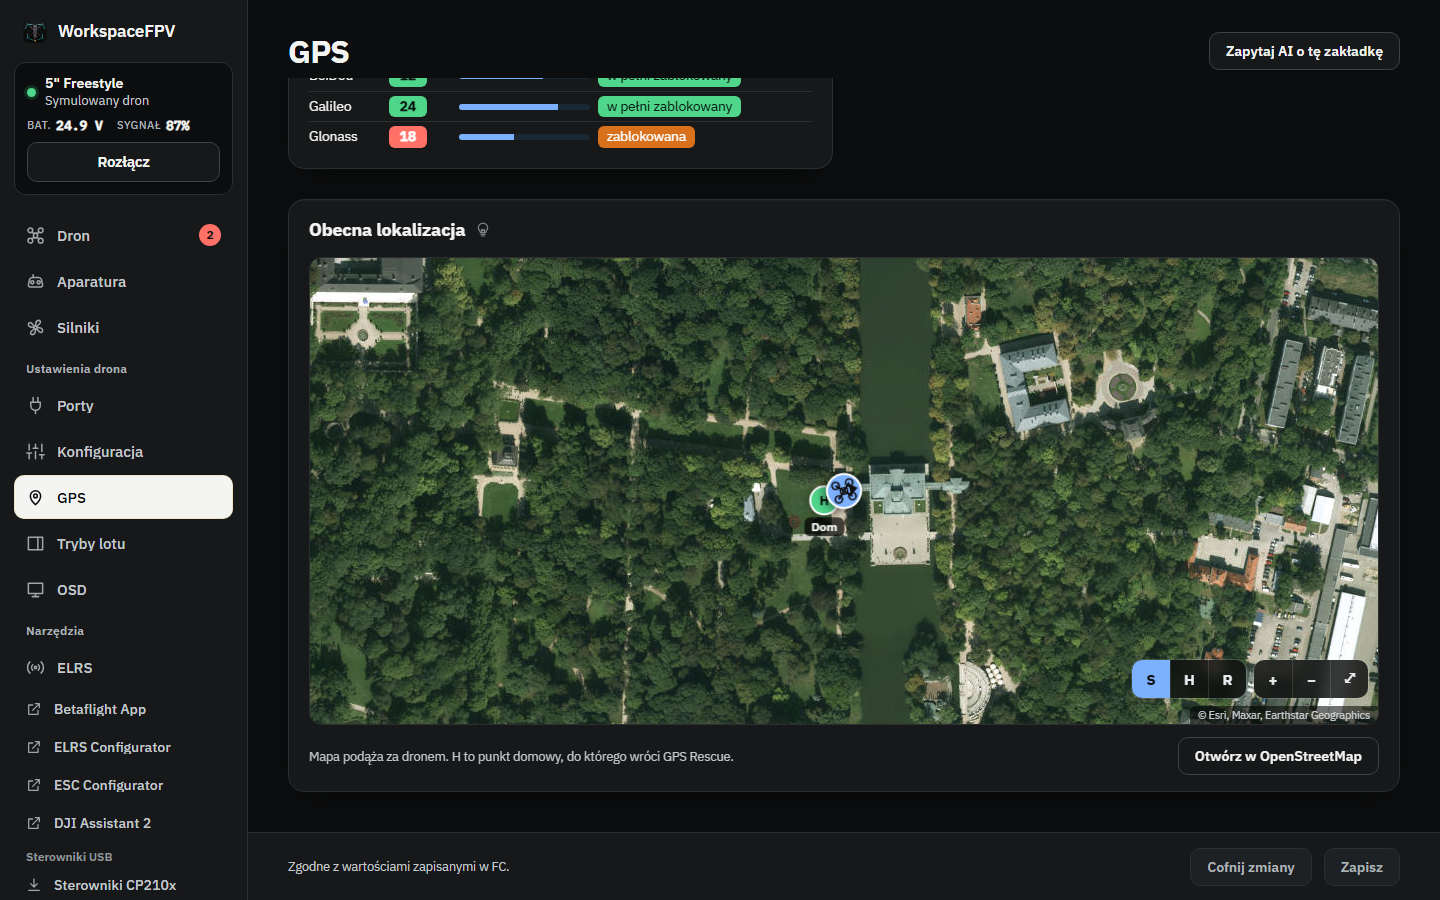 WorkspaceFPV
5" Freestyle
Symulowany dron
BAT. 24.9 V SYGNAŁ 87%
Rozłącz
Dron 2
Aparatura
Silniki
Ustawienia drona
Porty
Konfiguracja
GPS
Tryby lotu
OSD
Narzędzia
ELRS
Betaflight App
ELRS Configurator
ESC Configurator
DJI Assistant 2
Sterowniki USB
Sterowniki CP210x
GPS
Zapytaj AI o tę zakładkę
BeiDou 12 w pełni zablokowany
Galileo 24 w pełni zablokowany
Glonass 18 zablokowana
Obecna lokalizacja
H
Dom
S H R + −
© Esri, Maxar, Earthstar Geographics
Mapa podąża za dronem. H to punkt domowy, do którego wróci GPS Rescue.
Otwórz w OpenStreetMap
Zgodne z wartościami zapisanymi w FC.
Cofnij zmiany
Zapisz